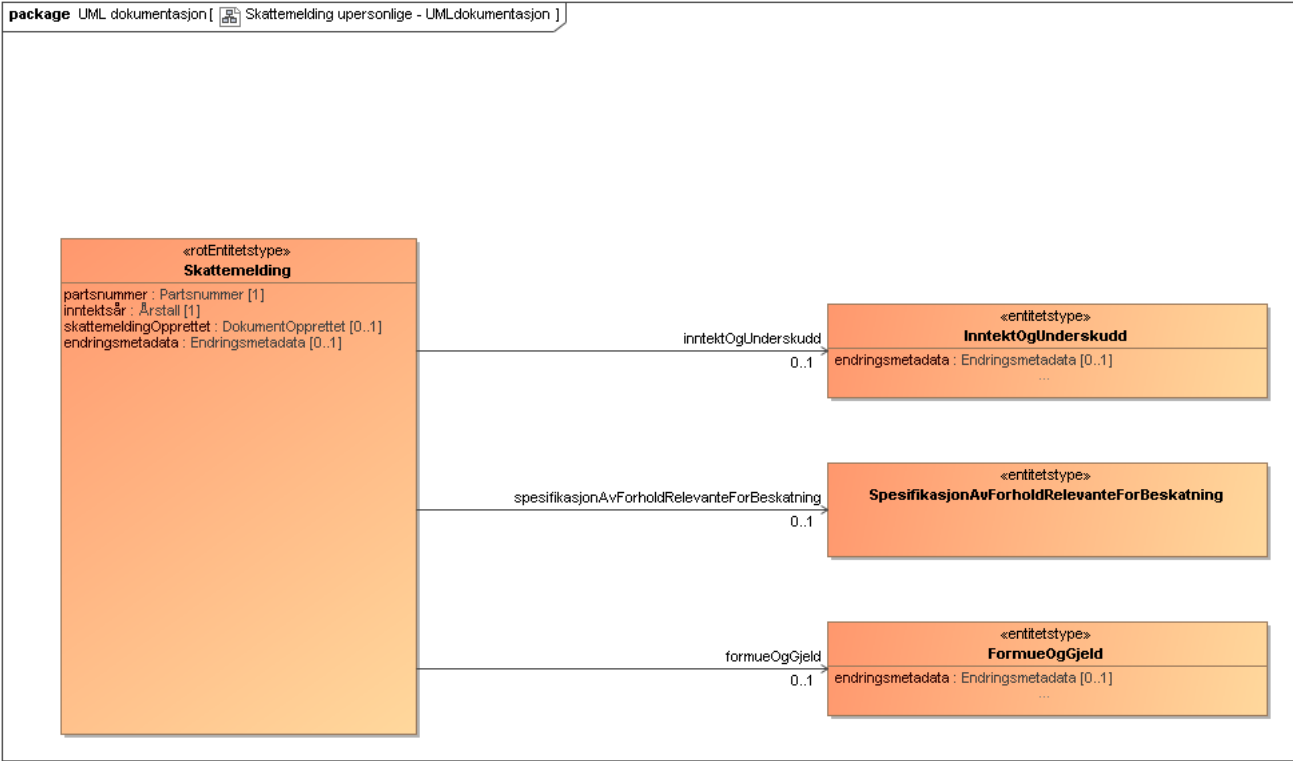 package UML dokumentasjon [ Skattemelding upersonlige - UMLdokumentasjon ]
«rotEntitetstype»
Skattemelding
partsnummer : Partsnummer [1]
inntektsår : Årstall [1]
skattemeldingOpprettet : DokumentOpprettet [0..1]
endringsmetadata : Endringsmetadata [0..1]
inntektOgUnderskudd
0..1
«entitetstype»
InntektOgUnderskudd
endringsmetadata : Endringsmetadata [0..1]
...
spesifikasjonAvForholdRelevanteForBeskatning
0..1
«entitetstype»
SpesifikasjonAvForholdRelevanteForBeskatning
formueOgGjeld
0..1
«entitetstype»
FormueOgGjeld
endringsmetadata : Endringsmetadata [0..1]
...